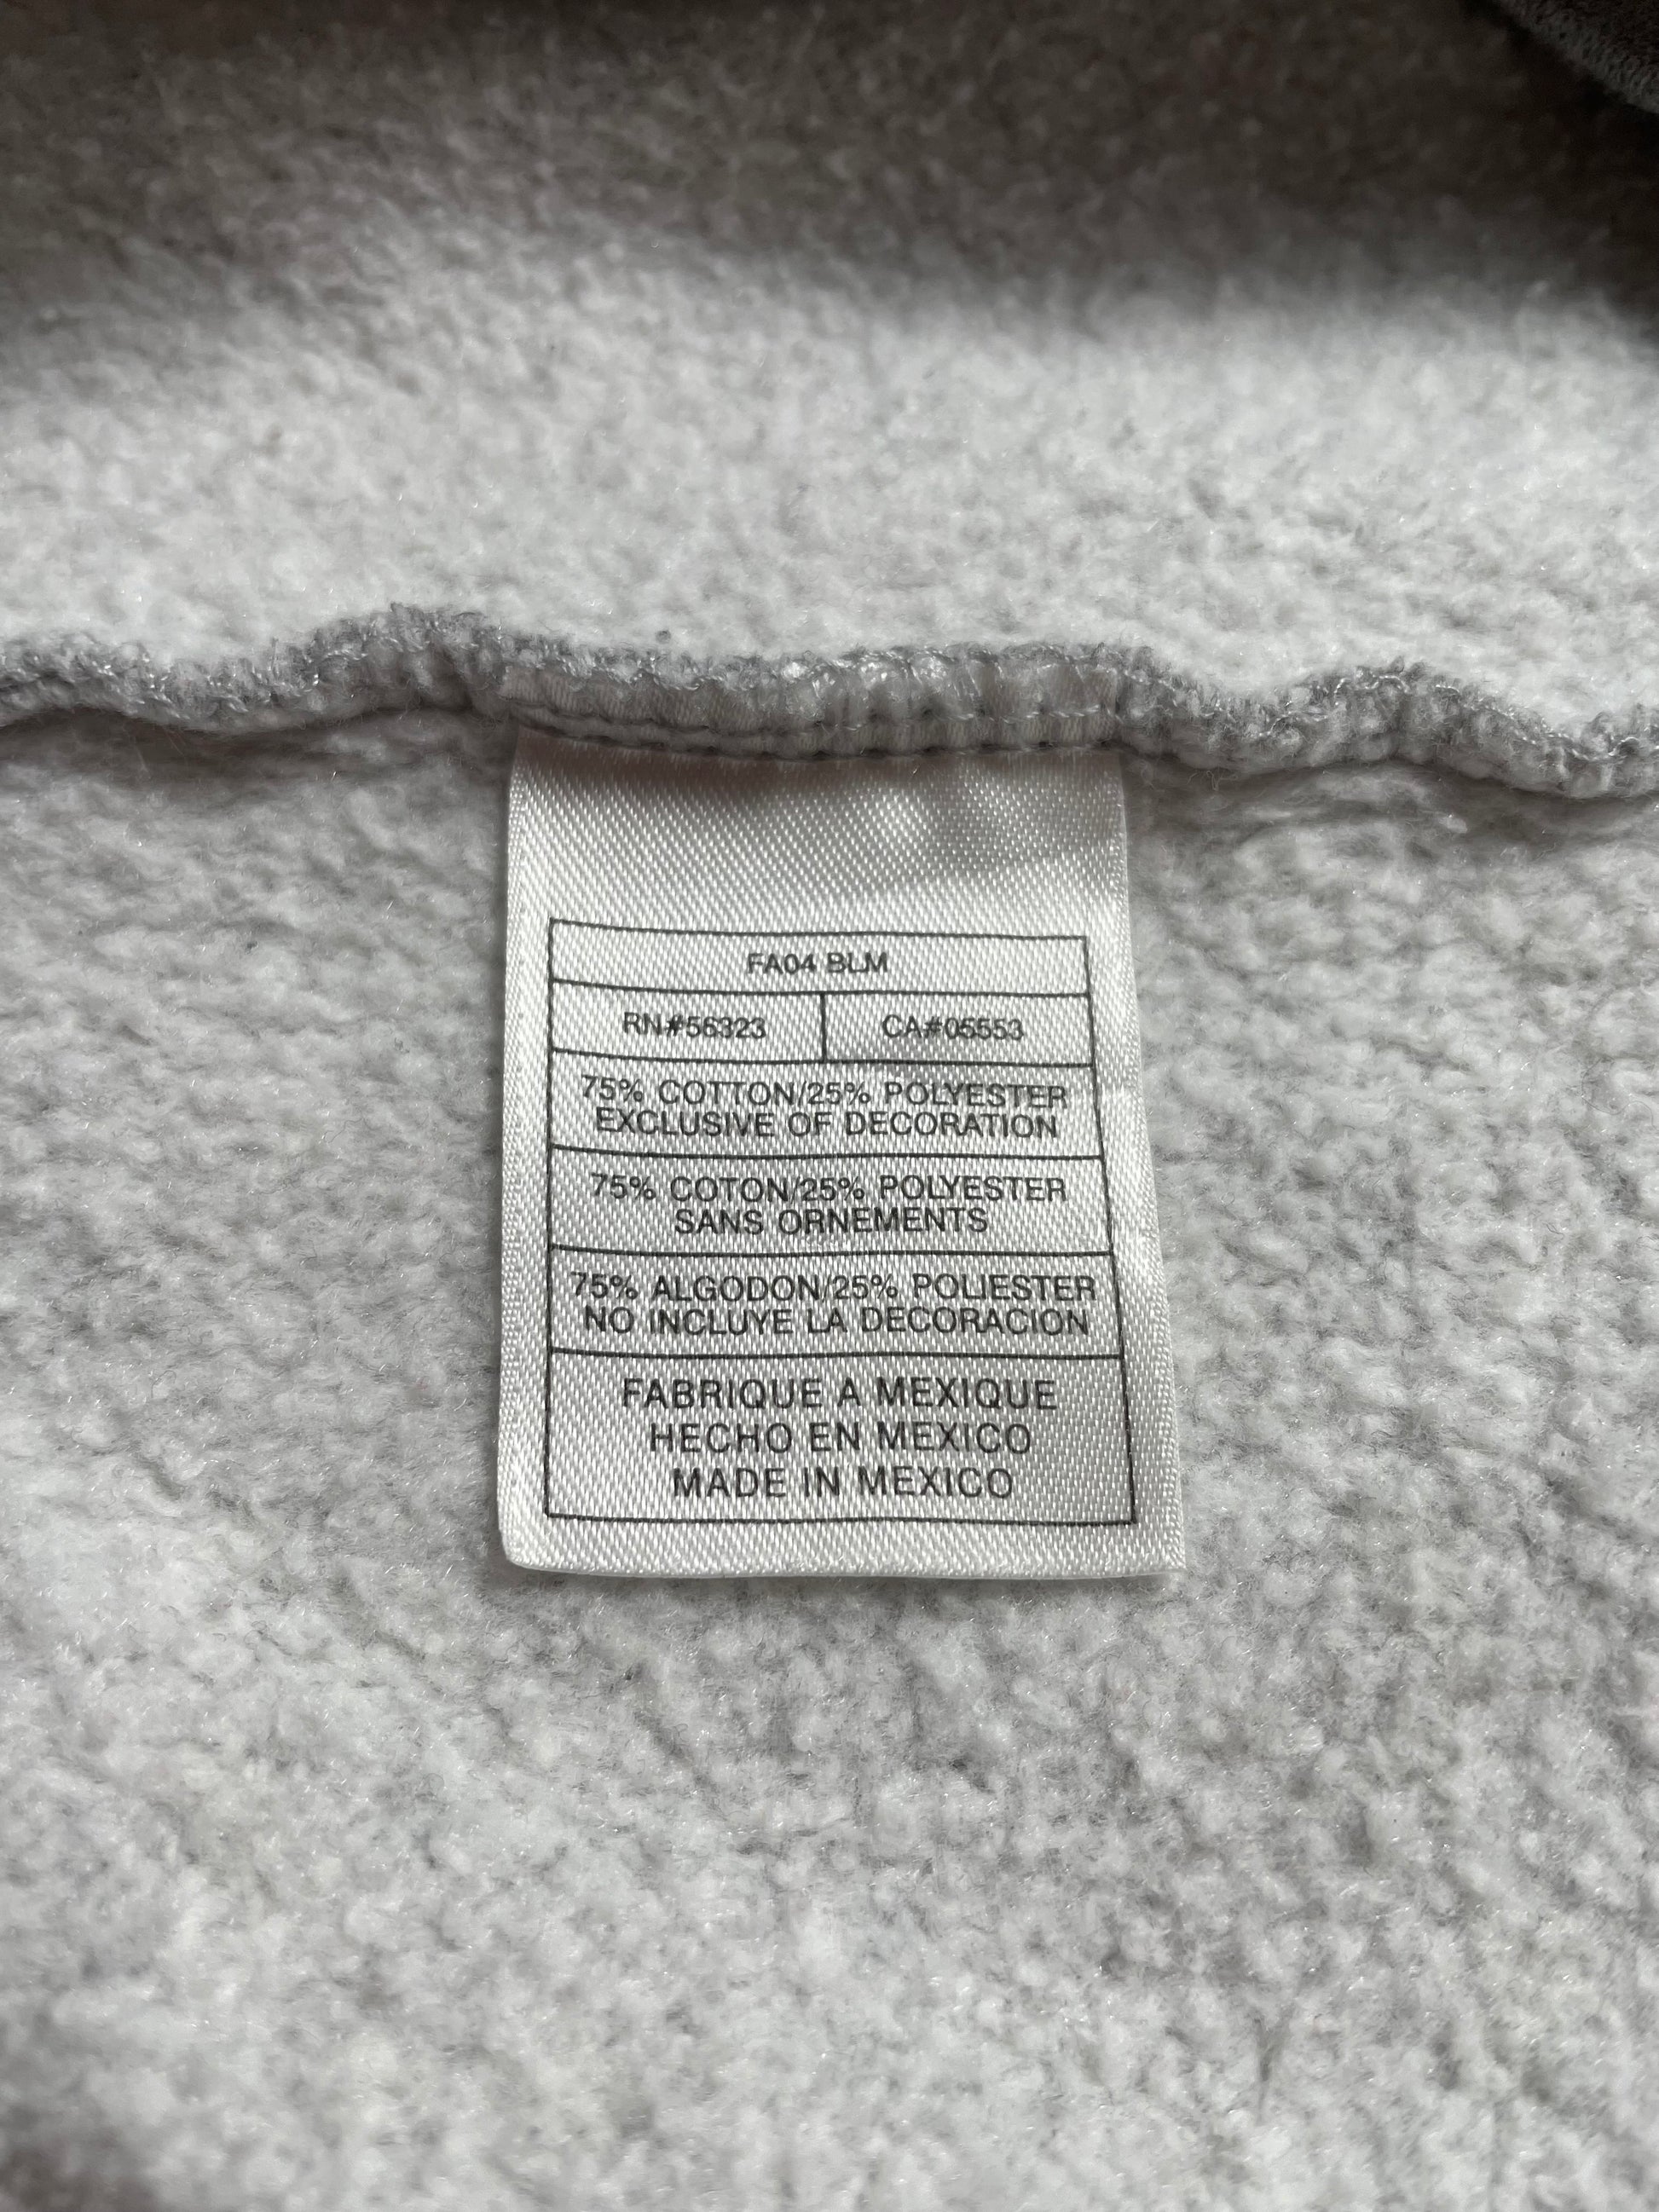 FA04 BLM
RN#56323 CA#05553
75% COTTON/25% POLYESTER
EXCLUSIVE OF DECORATION
75% COTON/25% POLYESTER
SANS ORNEMENTS
75% ALGODON/25% POLIESTER
NO INCLUYE LA DECORACION
FABRIQUE A MEXIQUE
HECHO EN MEXICO
MADE IN MEXICO